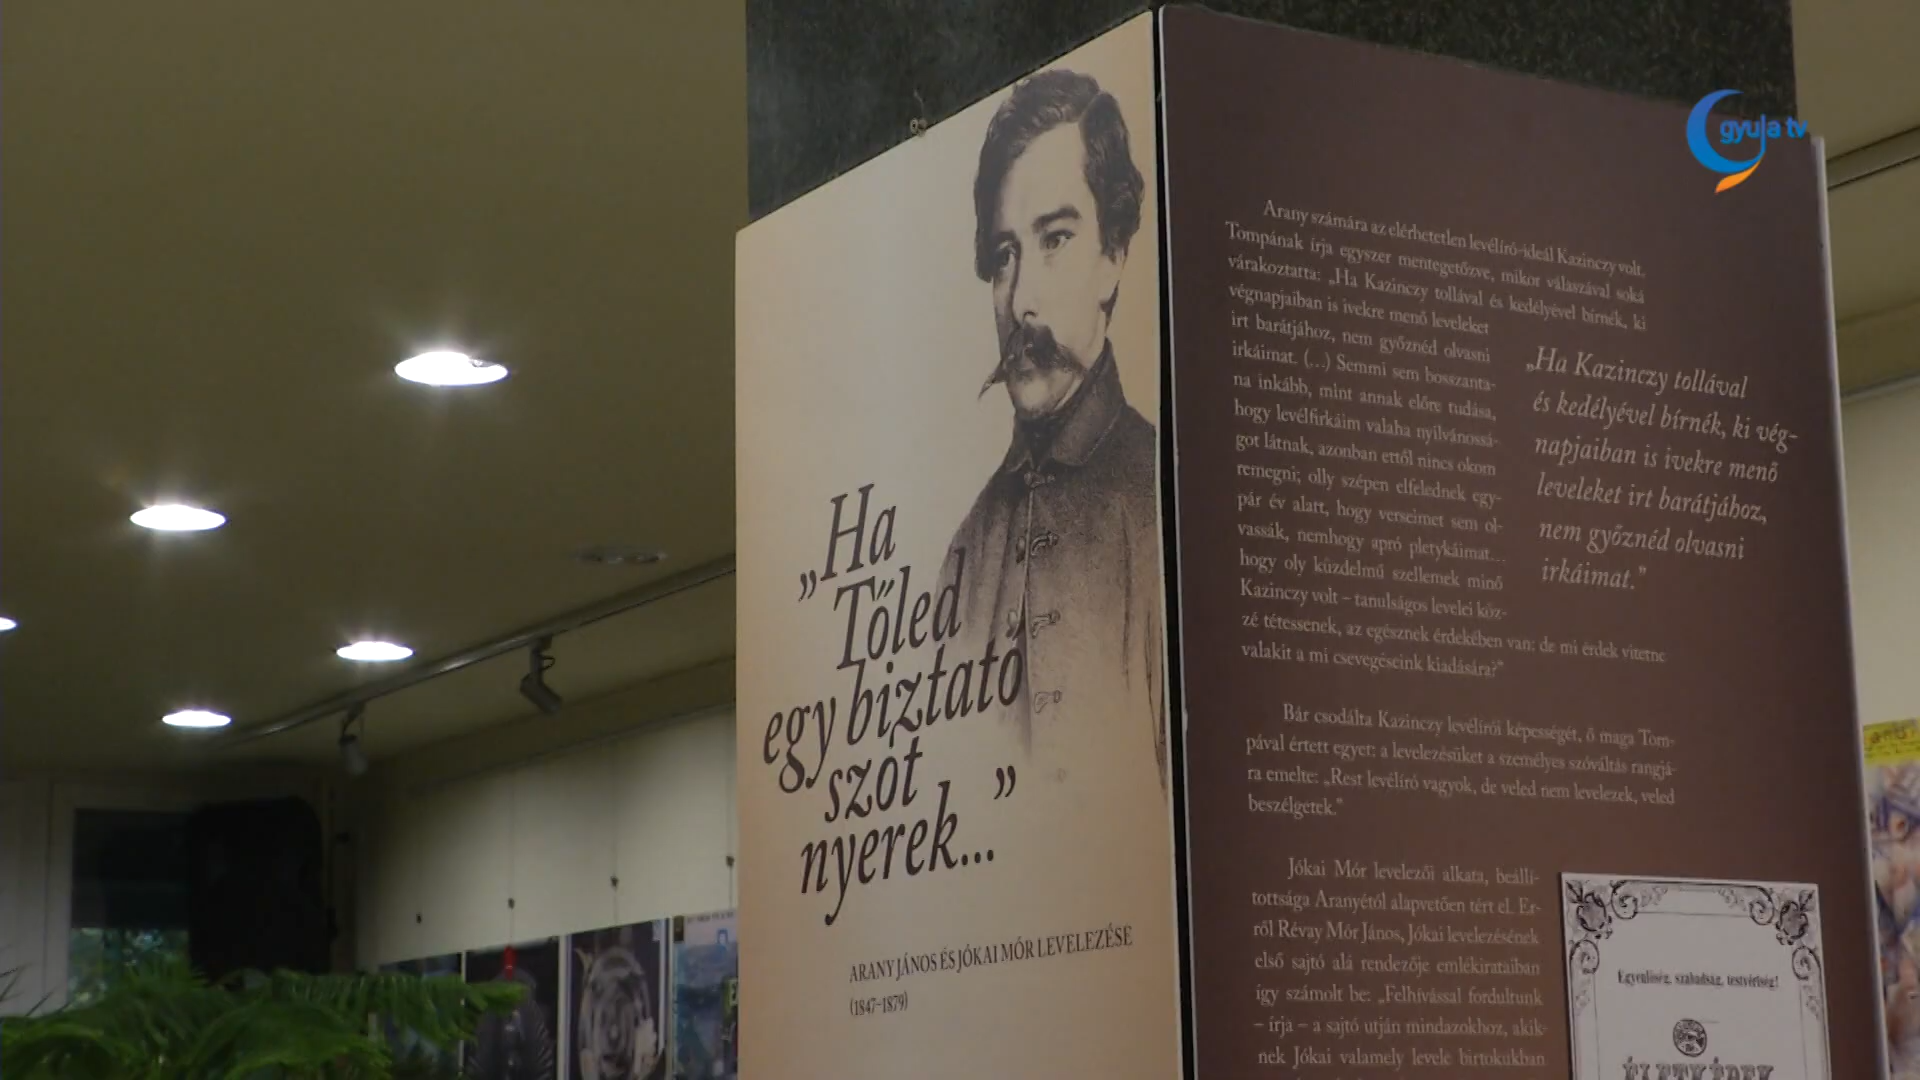 gyula tv
„Ha
Tőled
egy biztató
szót
nyerek...”
ARANY JÁNOS ÉS JÓKAI MÓR LEVELEZÉSE
(1847–1879)
Arany számára az elérhetetlen levélíró-ideál Kazinczy volt.
Tompának írja egyszer mentegetőzve, mikor válaszával soká
várakoztatta: „Ha Kazinczy tollával és kedélyével bírnék, ki
végnapjaiban is ivekre menő leveleket
irt barátjához, nem győznéd olvasni
irkáimat. (...) Semmi sem bosszanta-
na inkább, mint annak előre tudása,
hogy levélfirkáim valaha nyilvánossá-
got látnak, azonban ettől nincs okom
remegni; olly szépen elfelednek egy-
pár év alatt, hogy verseimet sem ol-
vassák, nemhogy apró pletykáimat...
hogy oly küzdelmű szellemek minő
Kazinczy volt – tanulságos levelei köz-
zé tétessenek, az egésznek érdekében van: de mi érdek vitetne
valakit a mi csevegéseink kiadására?”
„Ha Kazinczy tollával
és kedélyével bírnék, ki vég-
napjaiban is ivekre menő
leveleket irt barátjához,
nem győznéd olvasni
irkáimat."
Bár csodálta Kazinczy levélírói képességét, ő maga Tom-
pával értett egyet: a levelezésüket a személyes szóváltás rangjá-
ra emelte: „Rest levélíró vagyok, de veled nem levelezek, veled
beszélgetek."
Jókai Mór levelezői alkata, beállí-
tottsága Aranyétól alapvetően tért el. Er-
ről Révay Mór János, Jókai levelezésének
első sajtó alá rendezője emlékirataiban
így számolt be: „Felhívással fordultunk
– írja – a sajtó utján mindazokhoz, akik-
nek Jókai valamely levele birtokukban
Egyenlőség, szabadság, testvériség!
ÉLETKÉPEK